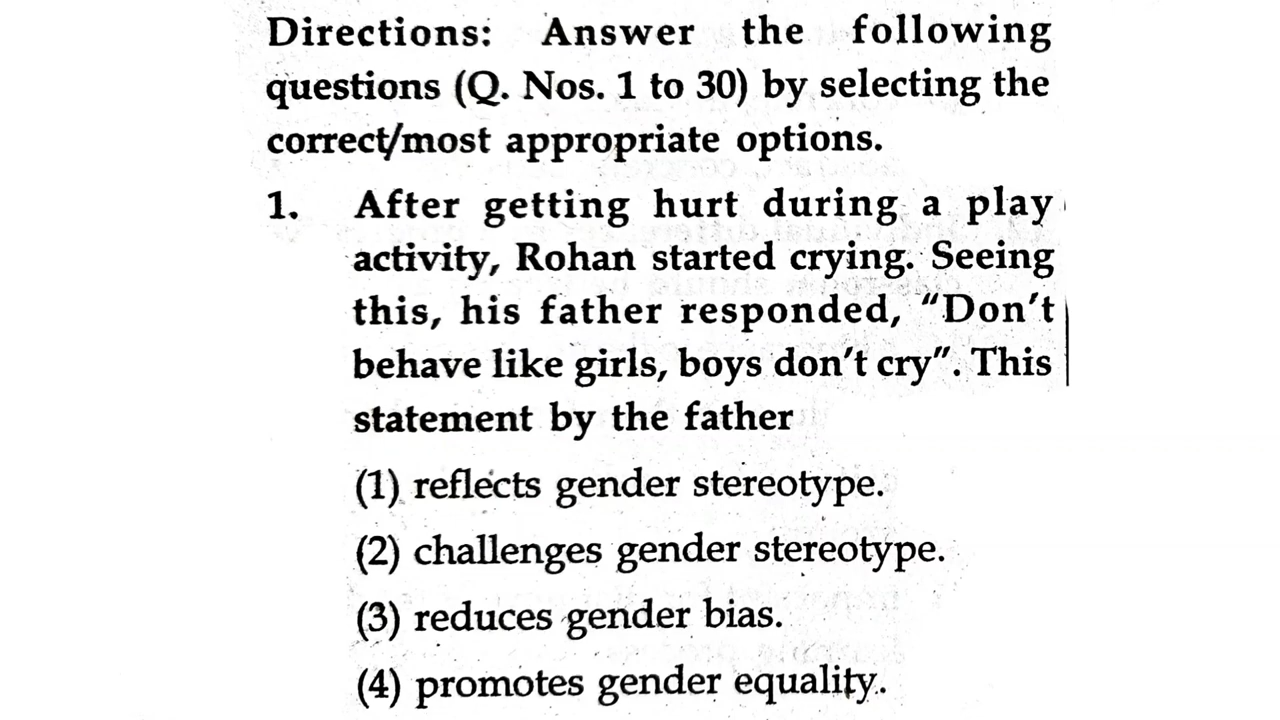 Directions: Answer the following
questions (Q. Nos. 1 to 30) by selecting the
correct/most appropriate options.
1. After getting hurt during a play
activity, Rohan started crying. Seeing
this, his father responded, “Don’t
behave like girls, boys don’t cry”. This
statement by the father
(1) reflects gender stereotype.
(2) challenges gender stereotype.
(3) reduces gender bias.
(4) promotes gender equality.